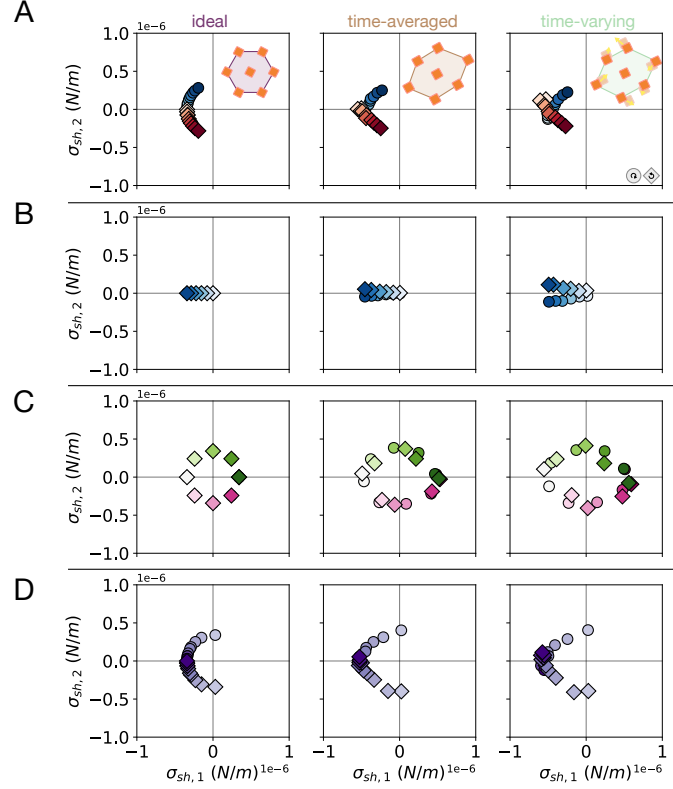 A
ideal
time-averaged
time-varying
1e−6
1.0
0.5
0.0
−0.5
−1.0
σsh, 2 (N/m)
B
1e−6
1.0
0.5
0.0
−0.5
−1.0
σsh, 2 (N/m)
C
1e−6
1.0
0.5
0.0
−0.5
−1.0
σsh, 2 (N/m)
D
1e−6
1.0
0.5
0.0
−0.5
−1.0
σsh, 2 (N/m)
−1 0 1 −1 0 1 −1 0 1
σsh, 1 (N/m) 1e−6 σsh, 1 (N/m) 1e−6 σsh, 1 (N/m) 1e−6